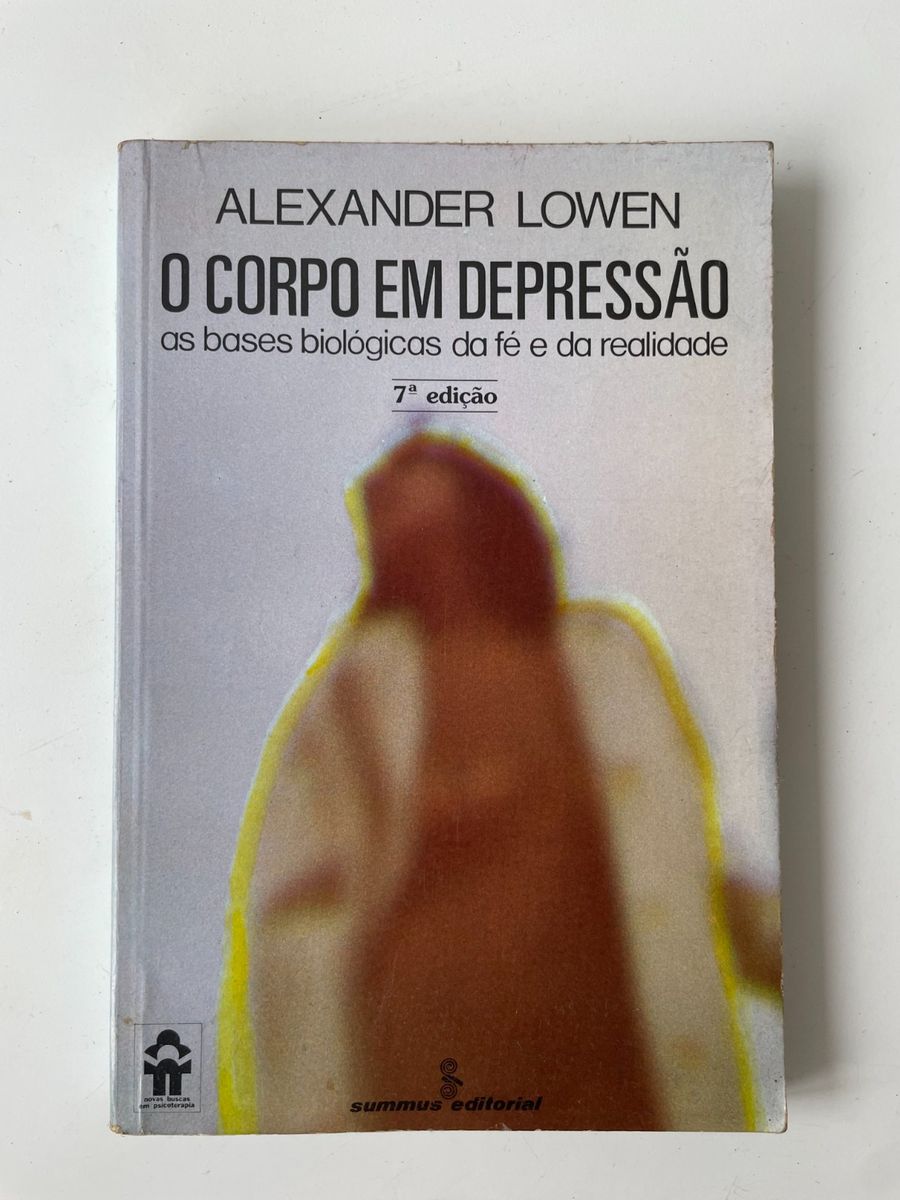 ALEXANDER LOWEN
O CORPO EM DEPRESSÃO
as bases biológicas da fé e da realidade
7ª edição
novas buscas
em psicoterapia
summus editorial